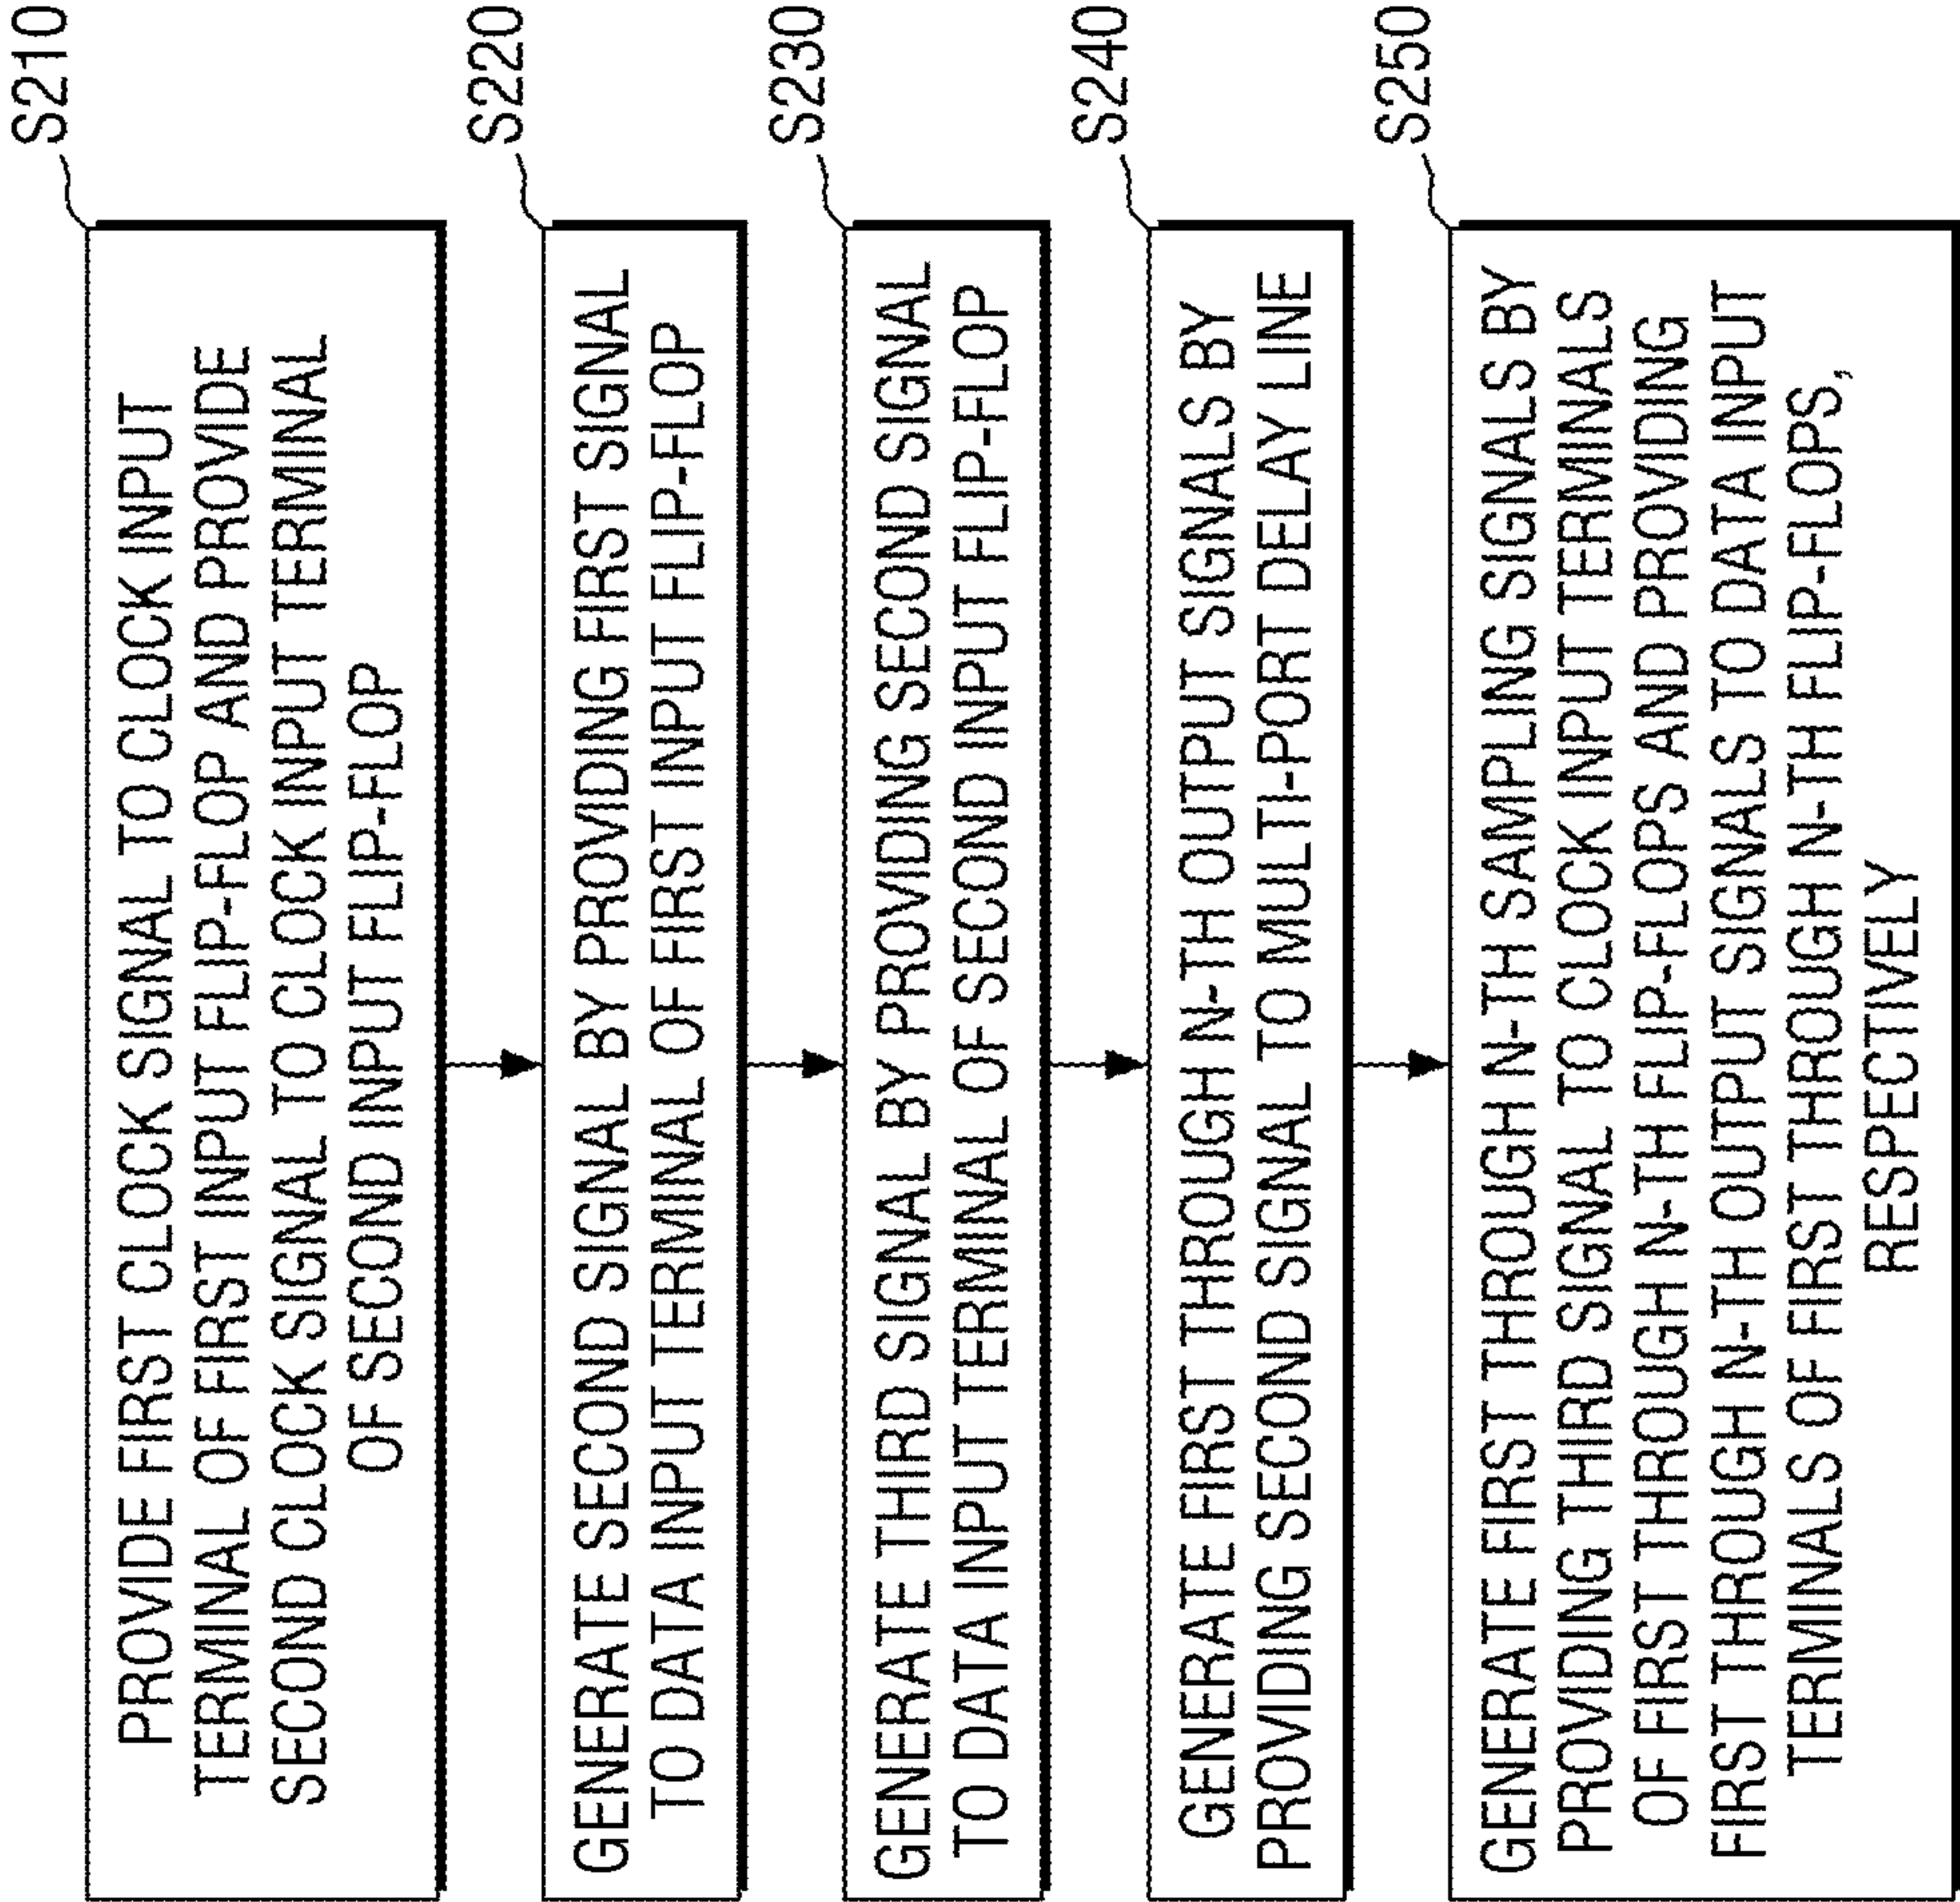 S210
PROVIDE FIRST CLOCK SIGNAL TO CLOCK INPUT
TERMINAL OF FIRST INPUT FLIP-FLOP AND PROVIDE
SECOND CLOCK SIGNAL TO CLOCK INPUT TERMINAL
OF SECOND INPUT FLIP-FLOP
S220
GENERATE SECOND SIGNAL BY PROVIDING FIRST SIGNAL
TO DATA INPUT TERMINAL OF FIRST INPUT FLIP-FLOP
S230
GENERATE THIRD SIGNAL BY PROVIDING SECOND SIGNAL
TO DATA INPUT TERMINAL OF SECOND INPUT FLIP-FLOP
S240
GENERATE FIRST THROUGH N-TH OUTPUT SIGNALS BY
PROVIDING SECOND SIGNAL TO MULTI-PORT DELAY LINE
S250
GENERATE FIRST THROUGH N-TH SAMPLING SIGNALS BY
PROVIDING THIRD SIGNAL TO CLOCK INPUT TERMINALS
OF FIRST THROUGH N-TH FLIP-FLOPS AND PROVIDING
FIRST THROUGH N-TH OUTPUT SIGNALS TO DATA INPUT
TERMINALS OF FIRST THROUGH N-TH FLIP-FLOPS,
RESPECTIVELY